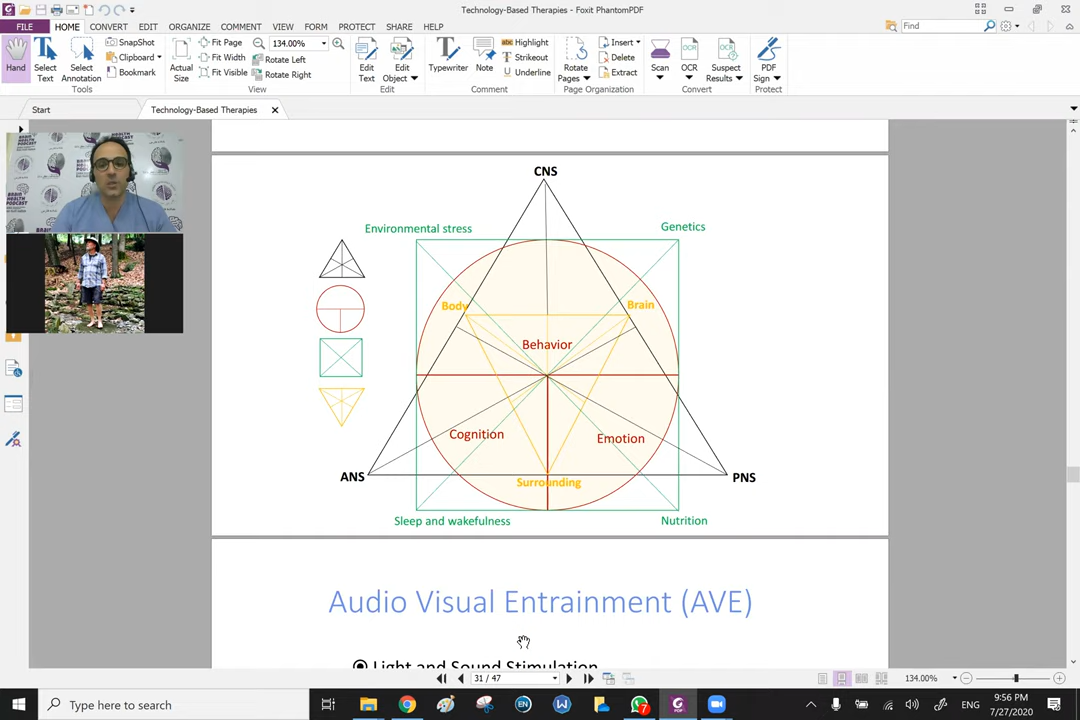 Technology-Based Therapies - Foxit PhantomPDF
FILE HOME CONVERT EDIT ORGANIZE COMMENT VIEW FORM PROTECT SHARE HELP
Find
Hand
Select Text
Select Annotation
SnapShot
Clipboard
Bookmark
Tools
Actual Size
Fit Page
Fit Width
Fit Visible
134.00%
Rotate Left
Rotate Right
View
Edit Text
Edit Object
Edit
Typewriter
Note
Highlight
Strikeout
Underline
Comment
Rotate Pages
Insert
Delete
Extract
Page Organization
Scan
OCR
Suspect Results
Convert
PDF Sign
Protect
Start
Technology-Based Therapies
CNS
Environmental stress
Genetics
Body
Brain
Behavior
Cognition
Emotion
ANS
Surrounding
PNS
Sleep and wakefulness
Nutrition
Audio Visual Entrainment (AVE)
Light and Sound Stimulation
31 / 47
134.00%
Type here to search
ENG
9:56 PM
7/27/2020